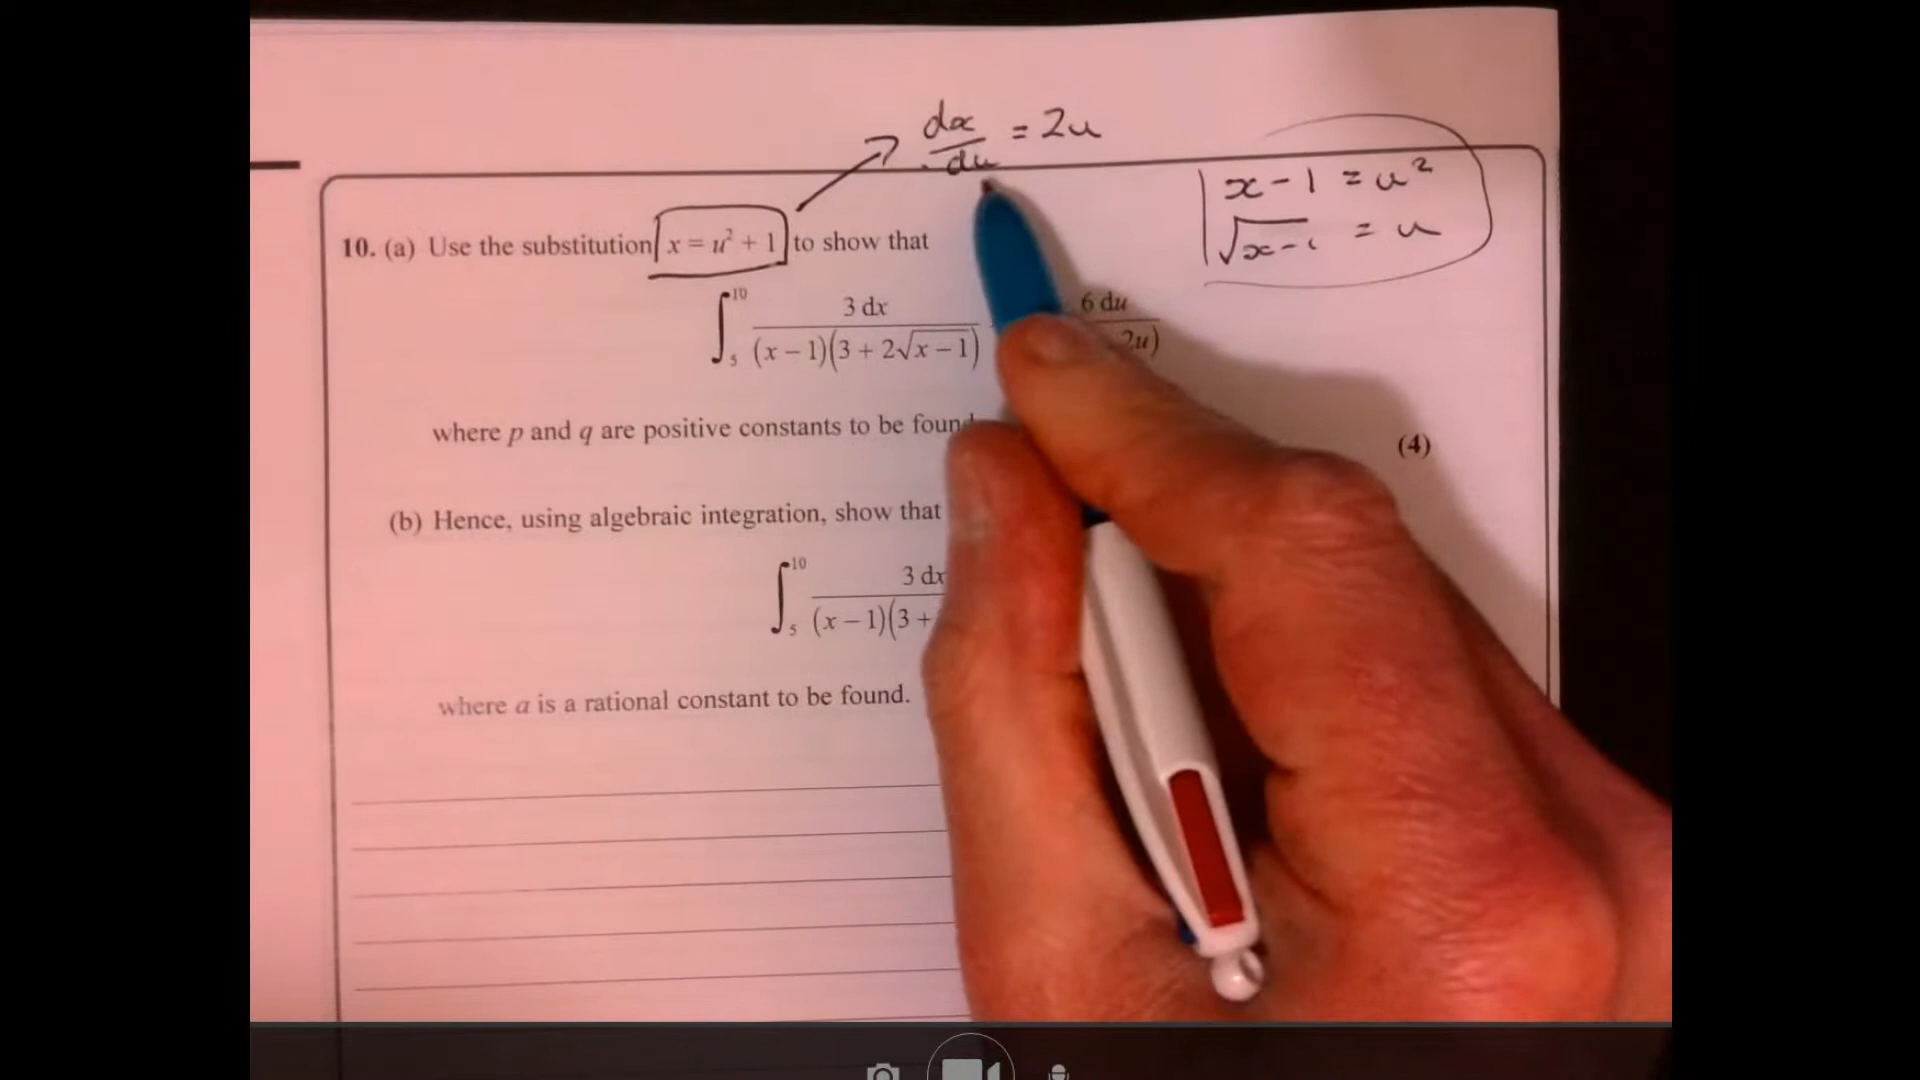 dx/du = 2u
x - 1 = u²
√(x-1) = u
10. (a) Use the substitution x = u² + 1 to show that
∫₅¹⁰ 3 dx / (x – 1)(3 + 2√(x – 1)) 6 du / 2u)
where p and q are positive constants to be found
(4)
(b) Hence, using algebraic integration, show that
∫₅¹⁰ 3 dx / (x – 1)(3 +
where a is a rational constant to be found.